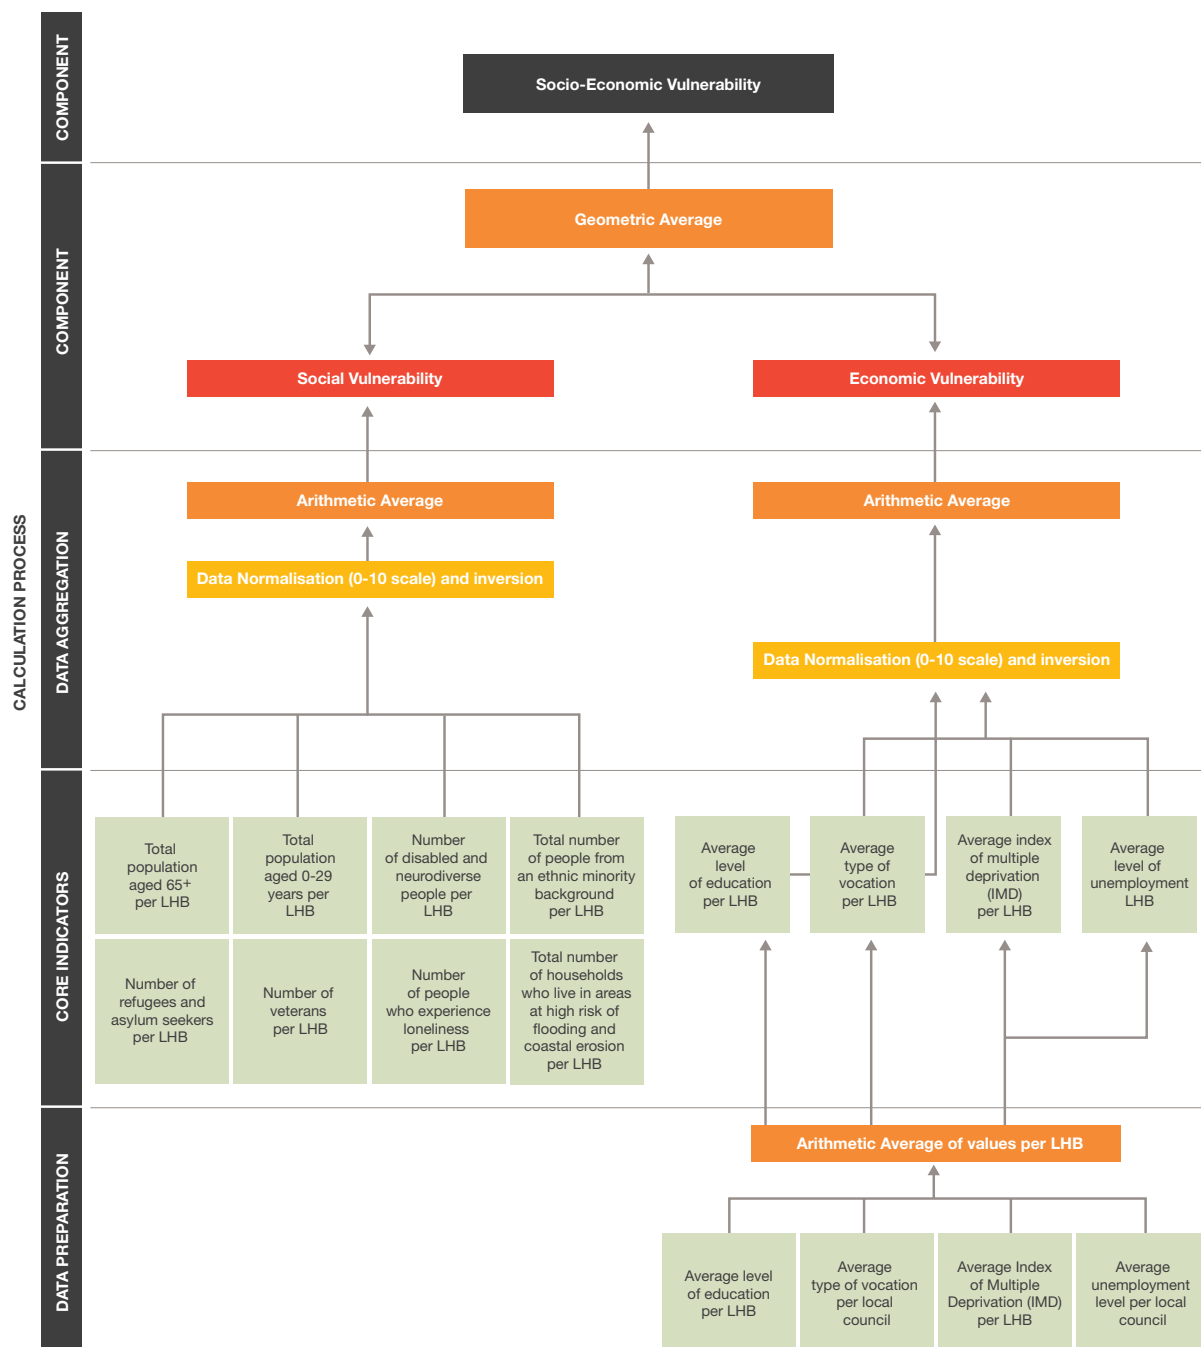 CALCULATION PROCESS
COMPONENT
Socio-Economic Vulnerability
COMPONENT
Geometric Average
Social Vulnerability
Economic Vulnerability
DATA AGGREGATION
Arithmetic Average
Arithmetic Average
Data Normalisation (0-10 scale) and inversion
Data Normalisation (0-10 scale) and inversion
CORE INDICATORS
Total
population
aged 65+
per LHB
Total
population
aged 0-29
years per
LHB
Number
of disabled and
neurodiverse
people per
LHB
Total number
of people from
an ethnic minority
background
per LHB
Average
level
of education
per LHB
Average
type of
vocation
per LHB
Average index
of multiple
deprivation
(IMD)
per LHB
Average
level of
unemployment
LHB
Number of
refugees and
asylum seekers
per LHB
Number of
veterans
per LHB
Number
of people
who experience
loneliness
per LHB
Total number
of households
who live in areas
at high risk of
flooding and
coastal erosion
per LHB
DATA PREPARATION
Arithmetic Average of values per LHB
Average level
of education
per LHB
Average
type of vocation
per local
council
Average Index
of Multiple
Deprivation (IMD)
per LHB
Average
unemployment
level per local
council